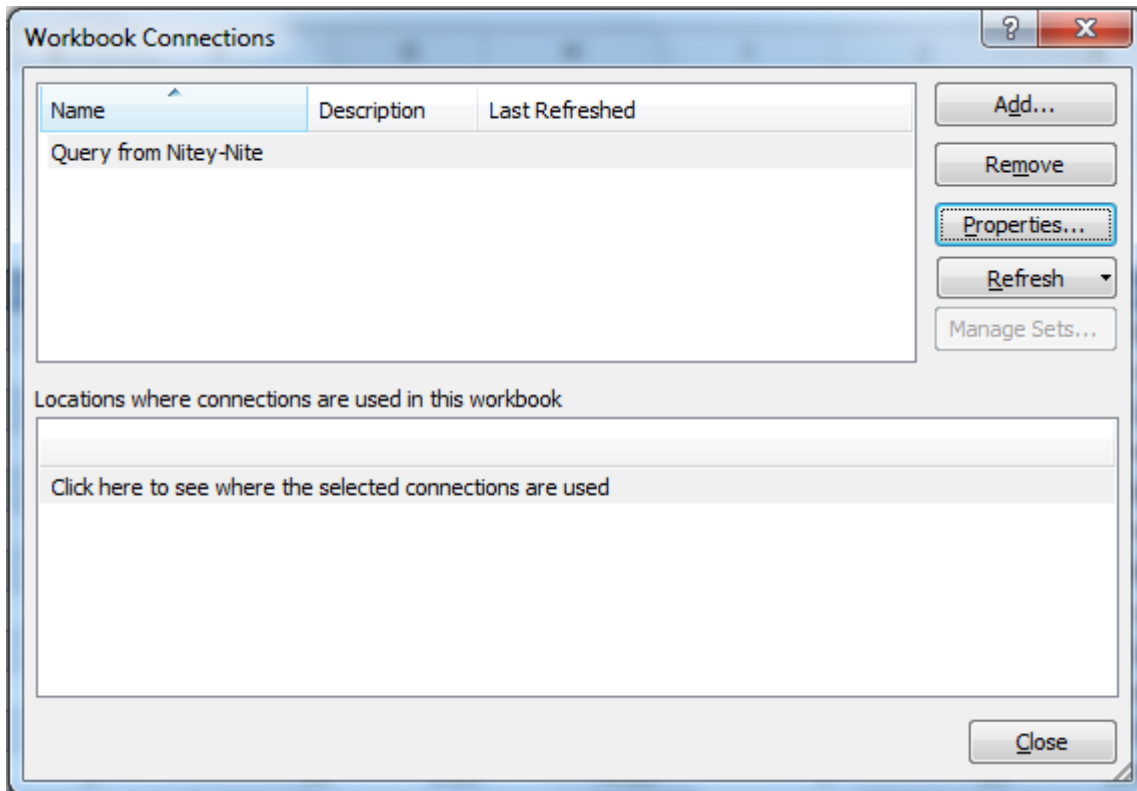 Workbook Connections
Name Description Last Refreshed
Query from Nitey-Nite
Add...
Remove
Properties...
Refresh
Manage Sets...
Locations where connections are used in this workbook
Click here to see where the selected connections are used
Close